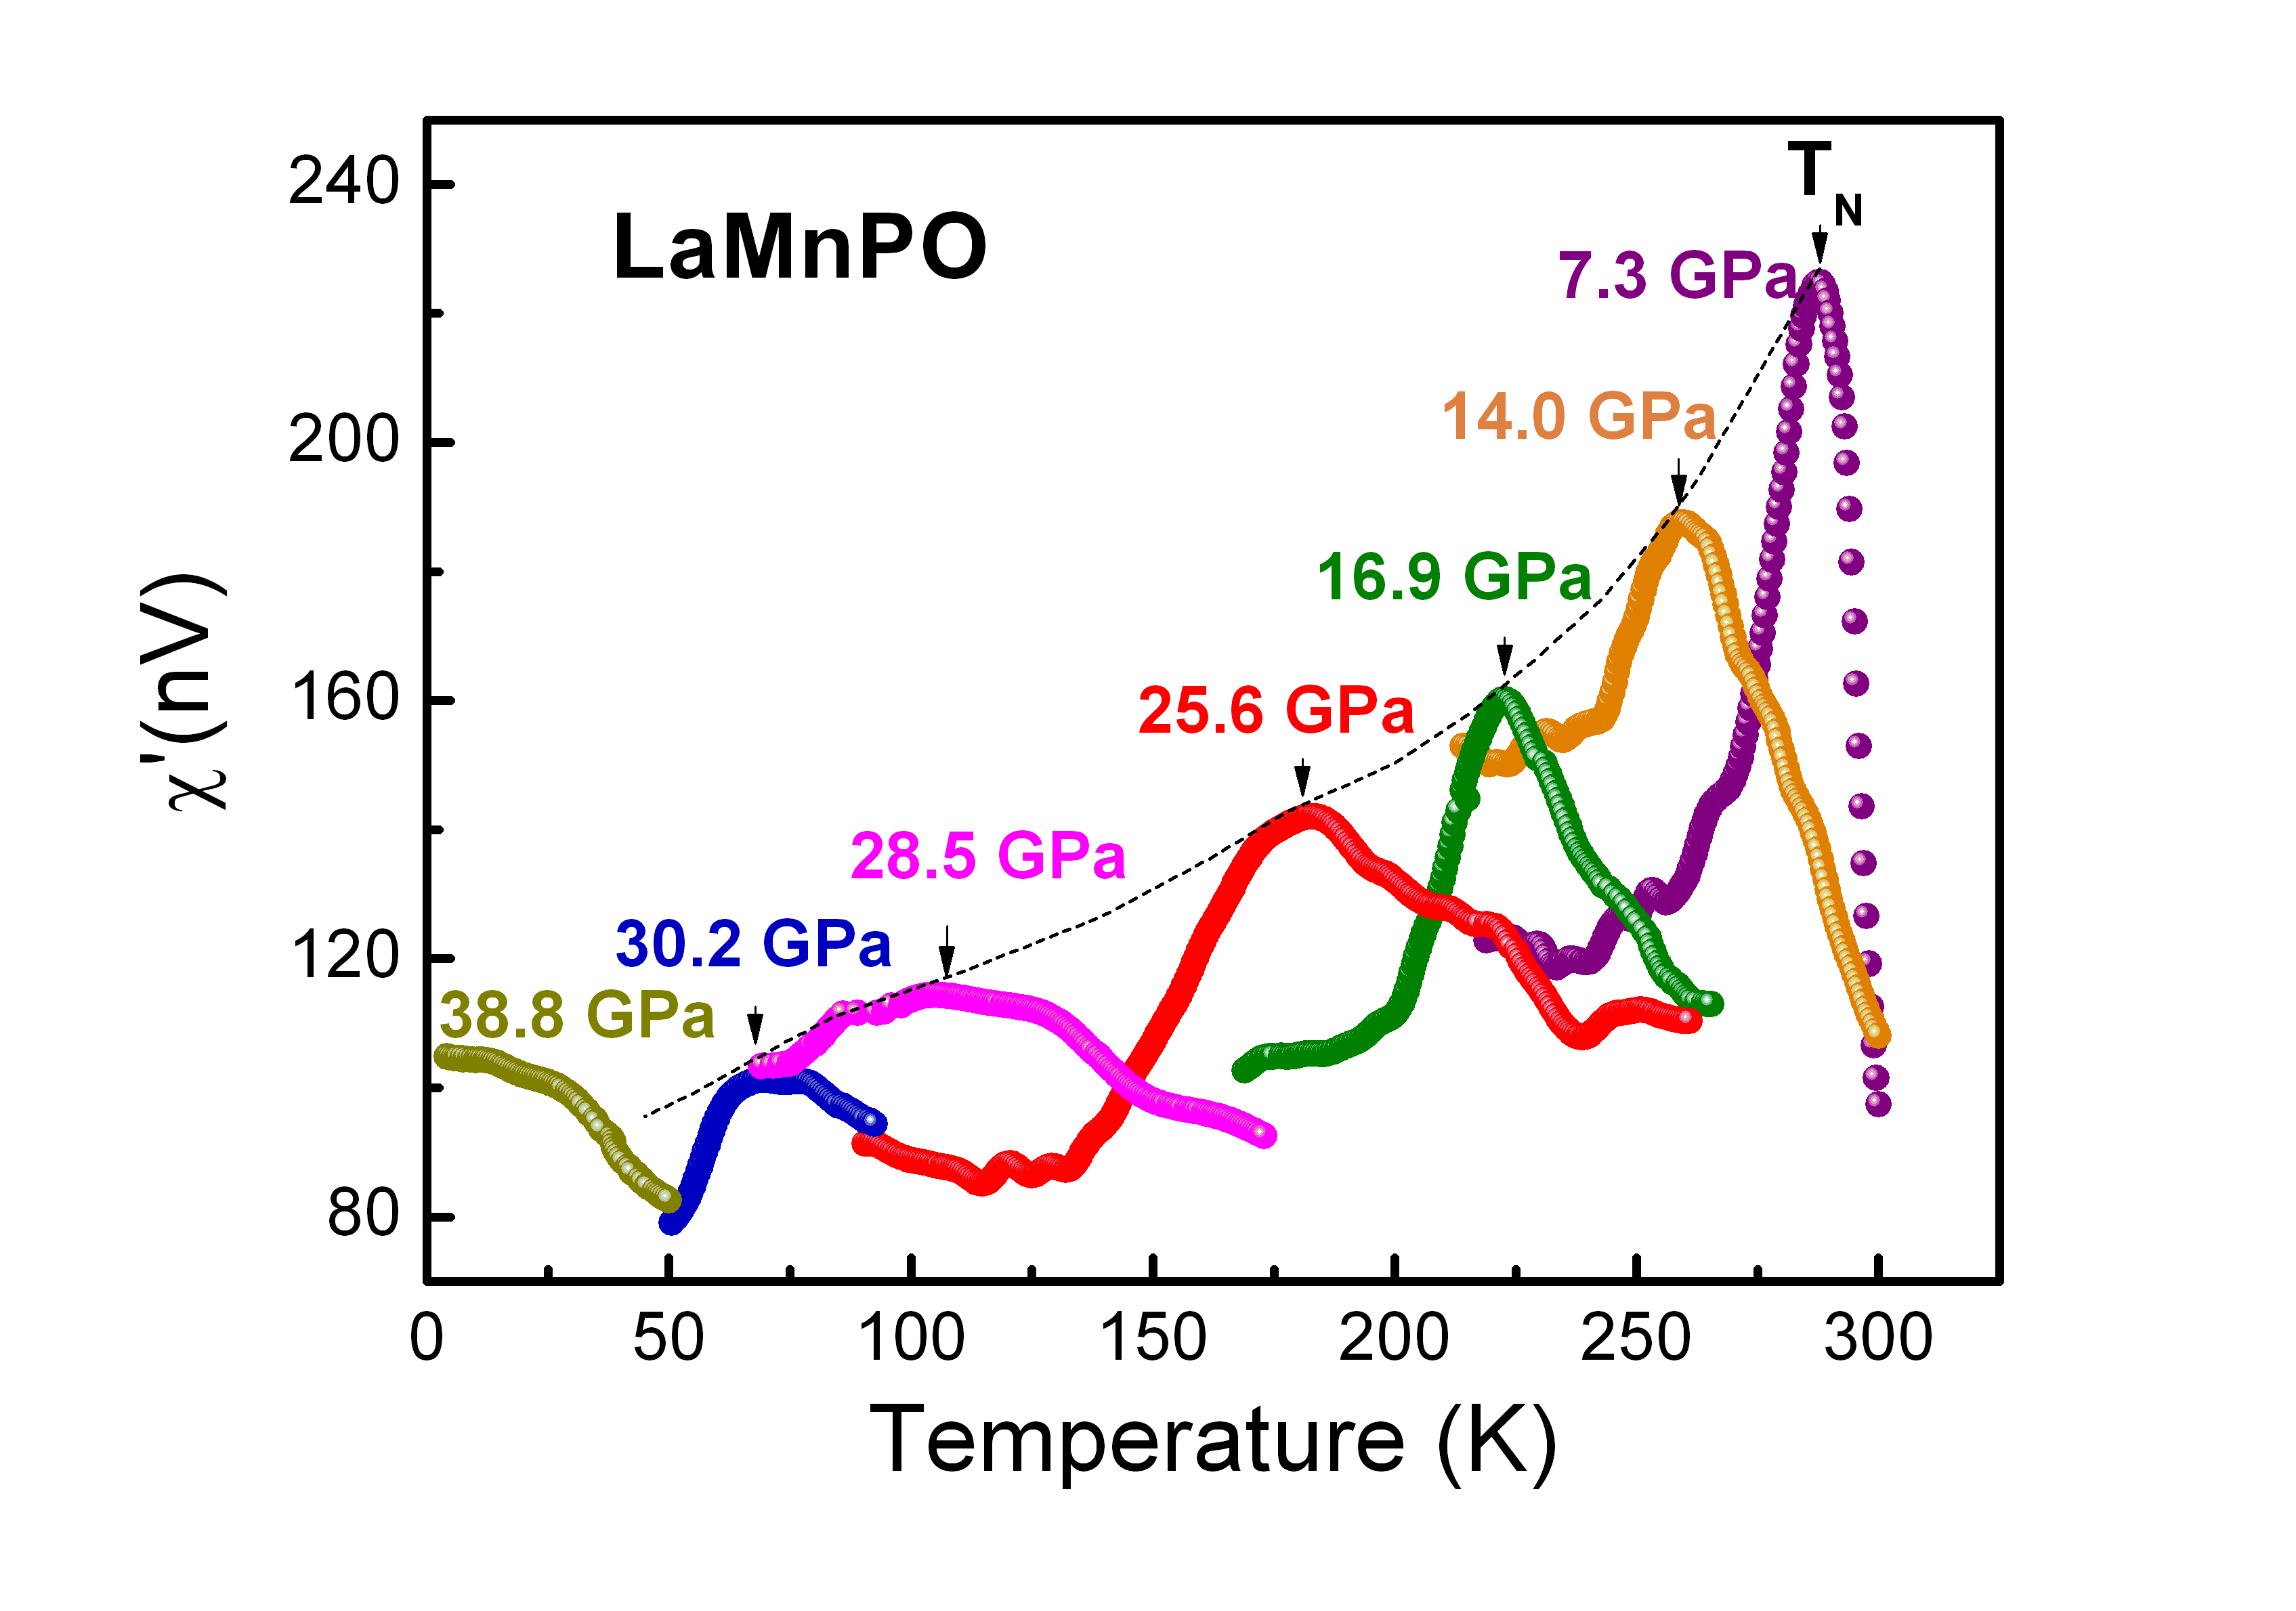 T_N
240
LaMnPO
7.3 GPa
14.0 GPa
200
16.9 GPa
160
25.6 GPa
28.5 GPa
30.2 GPa
120
38.8 GPa
80
χ'(nV)
0 50 100 150 200 250 300
Temperature (K)